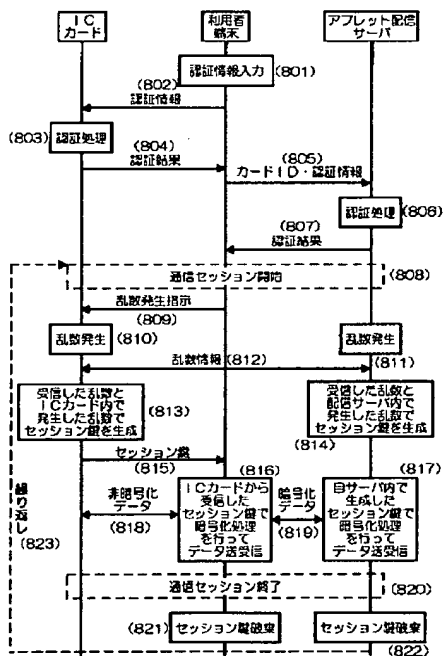 IC
カード
利用者
端末
アプレット配信
サーバ
認証情報入力
(801)
(802)
認証情報
(803)
認証処理
(804)
認証結果
(805)
カードID・認証情報
認証処理
(806)
(807)
認証結果
通信セッション開始
(808)
乱数発生指示
(809)
乱数発生
(810)
乱数発生
(811)
乱数情報
(812)
受信した乱数と
ICカード内で
発生した乱数で
セッション鍵を生成
(813)
受信した乱数と
配信サーバ内で
発生した乱数で
セッション鍵を生成
(814)
セッション鍵
(815)
(816)
ICカードから
受信した
セッション鍵で
暗号化処理
を行って
データ送受信
(817)
自サーバ内で
生成した
セッション鍵で
暗号化処理
を行って
データ送受信
非暗号化
データ
(818)
暗号化
データ
(819)
繰り返し
(823)
通信セッション終了
(820)
(821)
セッション鍵破棄
セッション鍵破棄
(822)